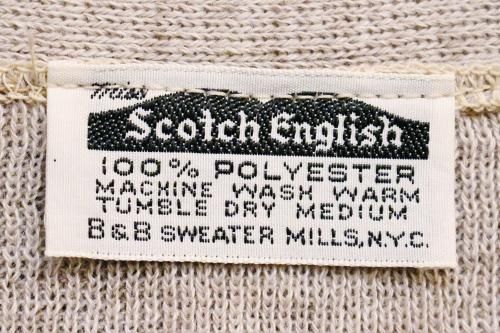 Scotch English
100% POLYESTER
MACHINE WASH WARM
TUMBLE DRY MEDIUM
B&B SWEATER MILLS, N.Y.C.